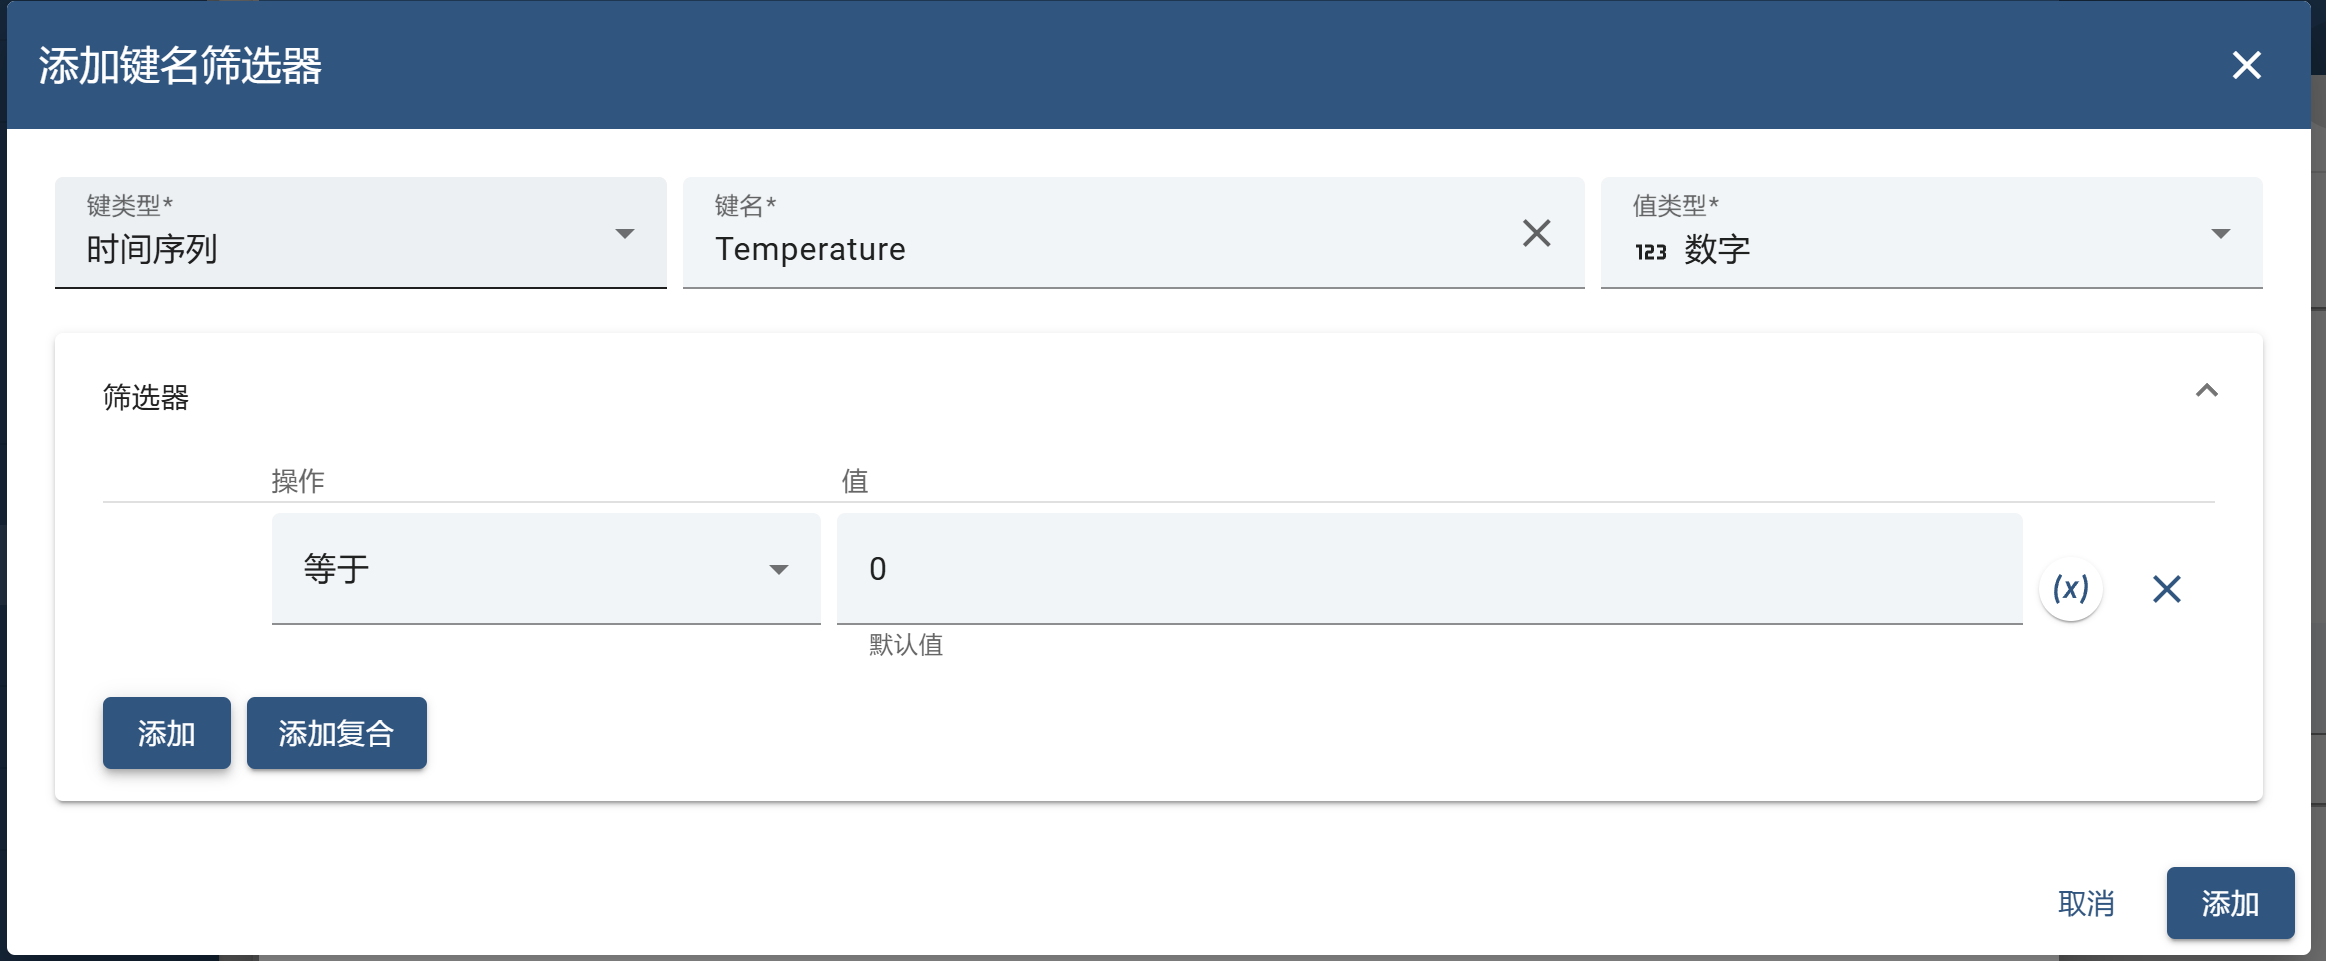 添加键名筛选器
键类型*
时间序列
键名*
Temperature
值类型*
123 数字
筛选器
操作
值
等于
0
(x)
默认值
添加
添加复合
取消
添加